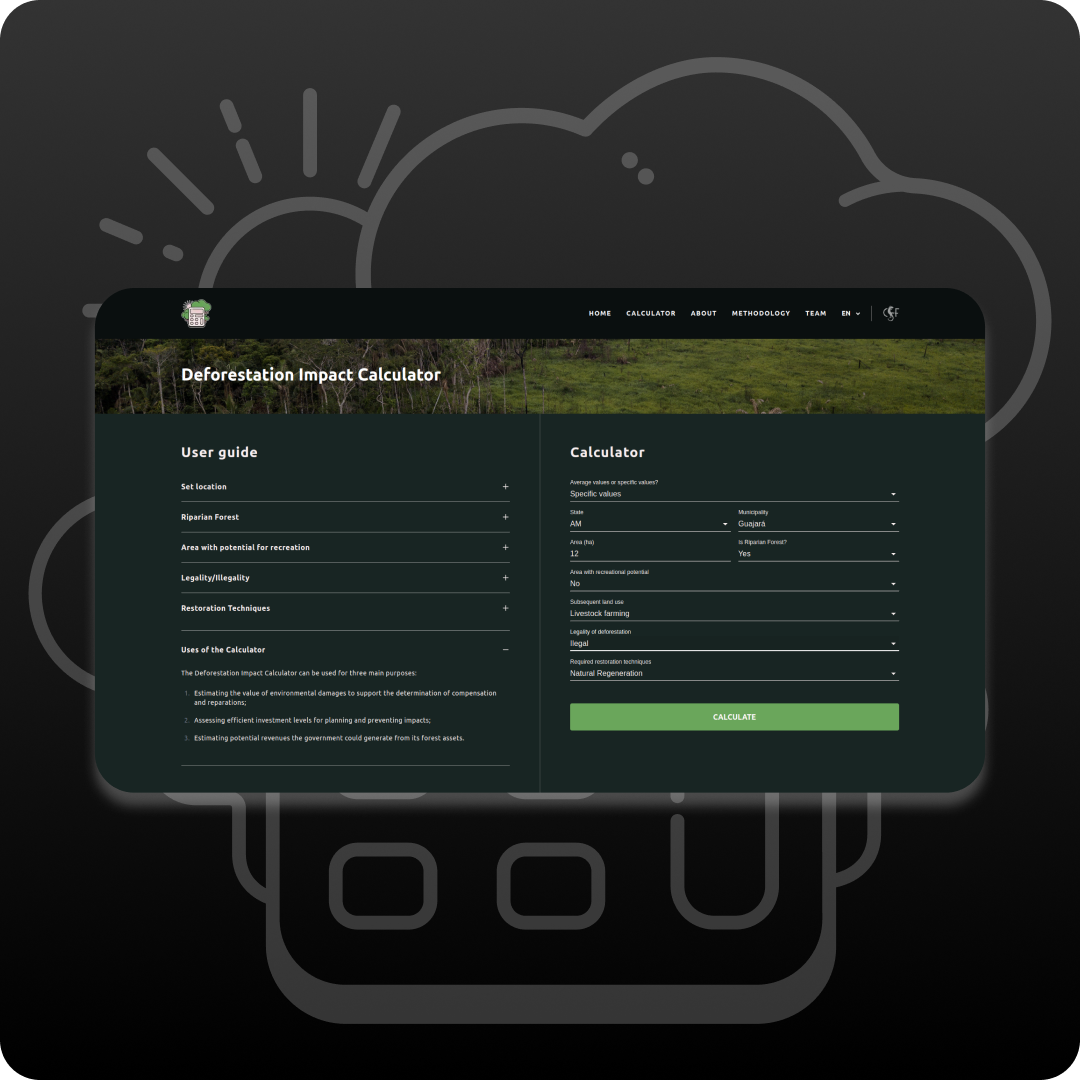 HOME CALCULATOR ABOUT METHODOLOGY TEAM EN CSF
Deforestation Impact Calculator
User guide
Set location
Riparian Forest
Area with potential for recreation
Legality/Illegality
Restoration Techniques
Uses of the Calculator
The Deforestation Impact Calculator can be used for three main purposes:
1. Estimating the value of environmental damages to support the determination of compensation
and reparations;
2. Assessing efficient investment levels for planning and preventing impacts;
3. Estimating potential revenues the government could generate from its forest assets.
Calculator
Average values or specific values?
Specific values
State Municipality
AM Guajará
Area (ha) Is Riparian Forest?
12 Yes
Area with recreational potential
No
Subsequent land use
Livestock farming
Legality of deforestation
Ilegal
Required restoration techniques
Natural Regeneration
CALCULATE